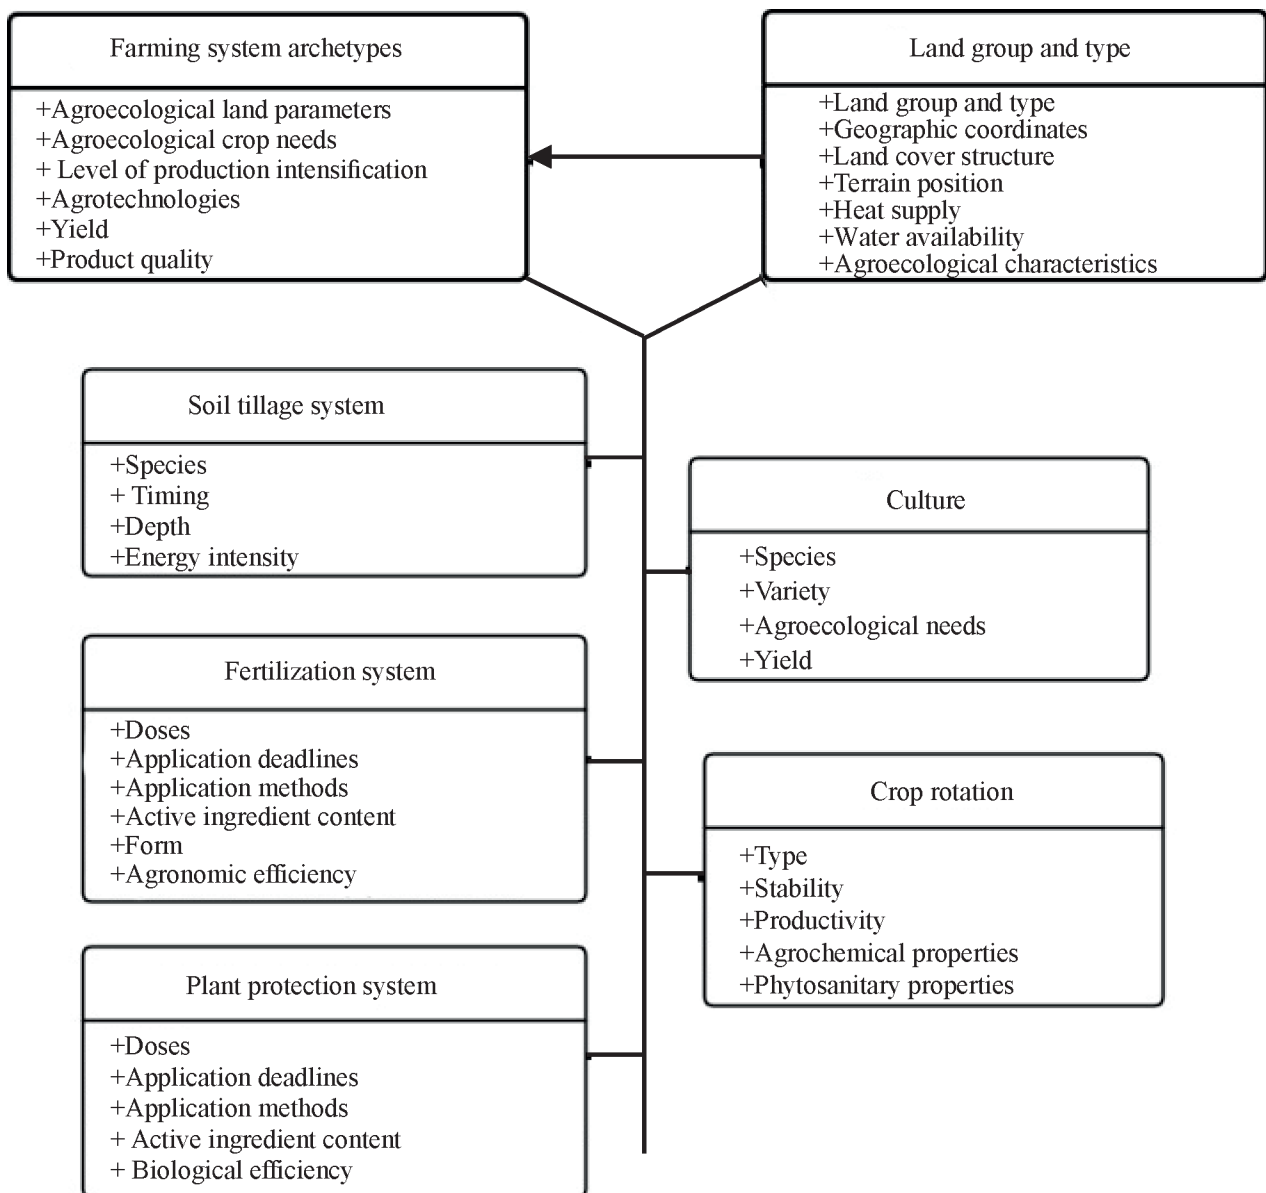 Farming system archetypes
+Agroecological land parameters
+Agroecological crop needs
+ Level of production intensification
+Agrotechnologies
+Yield
+Product quality
Land group and type
+Land group and type
+Geographic coordinates
+Land cover structure
+Terrain position
+Heat supply
+Water availability
+Agroecological characteristics
Soil tillage system
+Species
+ Timing
+Depth
+Energy intensity
Culture
+Species
+Variety
+Agroecological needs
+Yield
Fertilization system
+Doses
+Application deadlines
+Application methods
+Active ingredient content
+Form
+Agronomic efficiency
Crop rotation
+Type
+Stability
+Productivity
+Agrochemical properties
+Phytosanitary properties
Plant protection system
+Doses
+Application deadlines
+Application methods
+ Active ingredient content
+ Biological efficiency